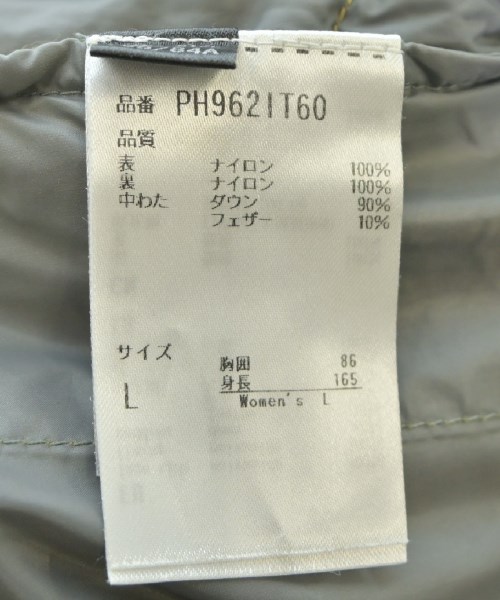 品番 PH962IT60
品質
表 ナイロン 100%
裏 ナイロン 100%
中わた ダウン 90%
フェザー 10%
サイズ 胸囲 86
L 身長 165
Women's L